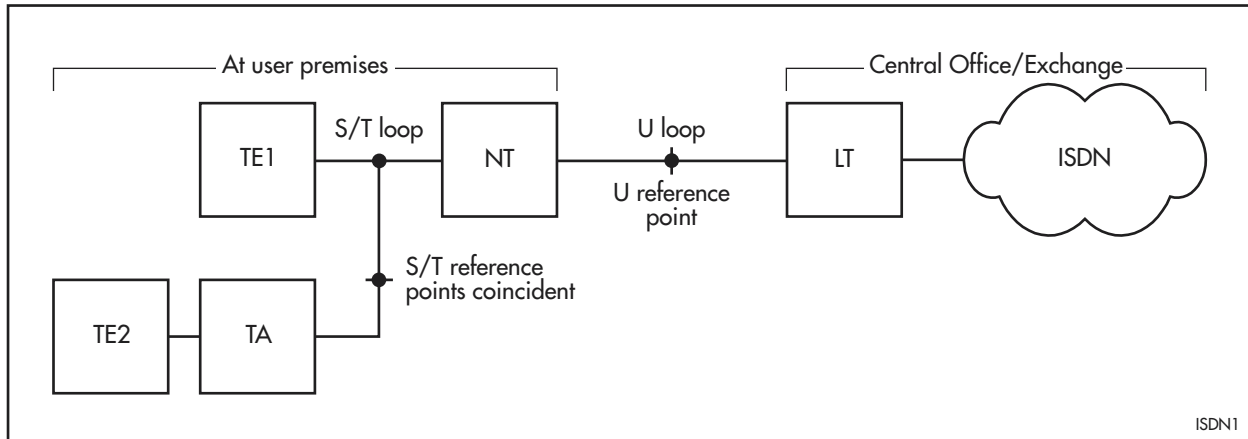 At user premises
Central Office/Exchange
TE1
S/T loop
NT
U loop
U reference
point
LT
ISDN
S/T reference
points coincident
TE2
TA
ISDN1